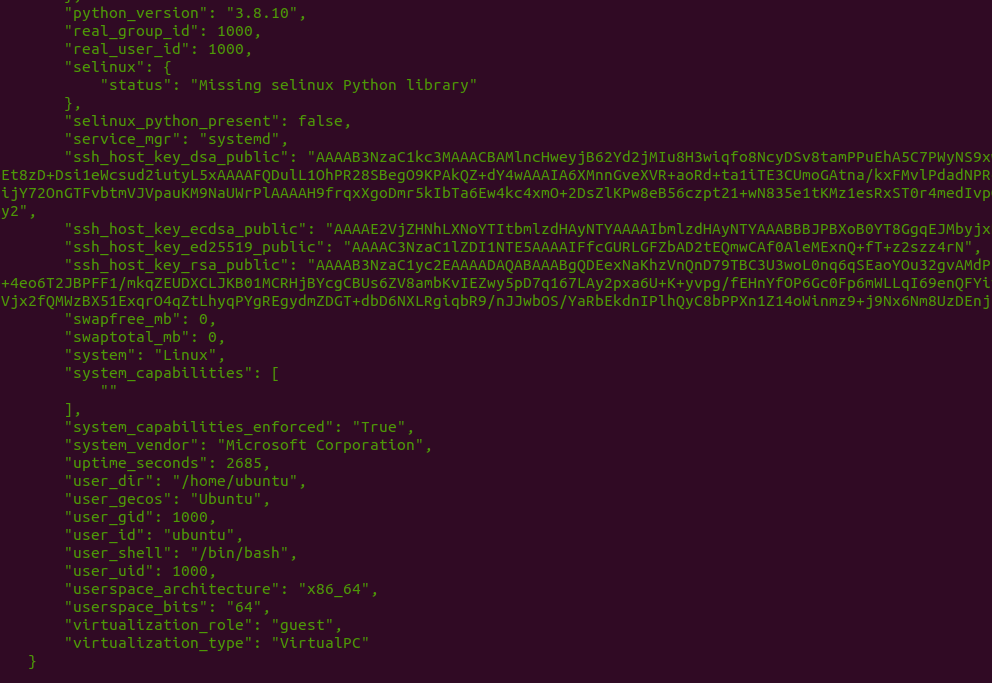 "python_version": "3.8.10",
"real_group_id": 1000,
"real_user_id": 1000,
"selinux": {
"status": "Missing selinux Python library"
},
"selinux_python_present": false,
"service_mgr": "systemd",
"ssh_host_key_dsa_public": "AAAAB3NzaC1kc3MAAACBAMlncHweyjB62Yd2jMIu8H3wiqfo8NcyDSv8tamPPuEhA5C7PWyNS9x
Et8zD+Dsi1eWcsud2iutyL5xAAAAFQDulL1OhPR28SBegO9KPAkQZ+dY4wAAAIA6XMnnGveXVR+aoRd+ta1iTE3CUmoGAtna/kxFMvlPdadNPR
ijY72OnGTFvbtmVJVpauKM9NaUWrPlAAAAH9frqxXgoDmr5kIbTa6Ew4kc4xmO+2DsZlKPw8eB56czpt21+wN835e1tKMz1esRxST0r4medIvp
y2",
"ssh_host_key_ecdsa_public": "AAAAE2VjZHNhLXNoYTItbmlzdHAyNTYAAAAIbmlzdHAyNTYAAABBBJPBXoB0YT8GgqEJMbyjx
"ssh_host_key_ed25519_public": "AAAAC3NzaC1lZDI1NTE5AAAAIFfcGURLGFZbAD2tEQmwCAf0AleMExnQ+fT+z2szz4rN",
"ssh_host_key_rsa_public": "AAAAB3NzaC1yc2EAAAADAQABAAABgQDEexNaKhzVnQnD79TBC3U3woL0nq6qSEaoYOu32gvAMdP
+4eo6T2JBPFF1/mkqZEUDXCLJKB01MCRHjBYcgCBUs6ZV8ambKvIEZwy5pD7q167LAy2pxa6U+K+yvpg/fEHnYfOP6Gc0Fp6mWLLqI69enQFYi
Vjx2fQMWzBX51ExqrO4qZtLhyqPYgREgydmZDGT+dbD6NXLRgiqbR9/nJJwbOS/YaRbEkdnIPlhQyC8bPPXn1Z14oWinmz9+j9Nx6Nm8UzDEnj
"swapfree_mb": 0,
"swaptotal_mb": 0,
"system": "Linux",
"system_capabilities": [
""
],
"system_capabilities_enforced": "True",
"system_vendor": "Microsoft Corporation",
"uptime_seconds": 2685,
"user_dir": "/home/ubuntu",
"user_gecos": "Ubuntu",
"user_gid": 1000,
"user_id": "ubuntu",
"user_shell": "/bin/bash",
"user_uid": 1000,
"userspace_architecture": "x86_64",
"userspace_bits": "64",
"virtualization_role": "guest",
"virtualization_type": "VirtualPC"
}